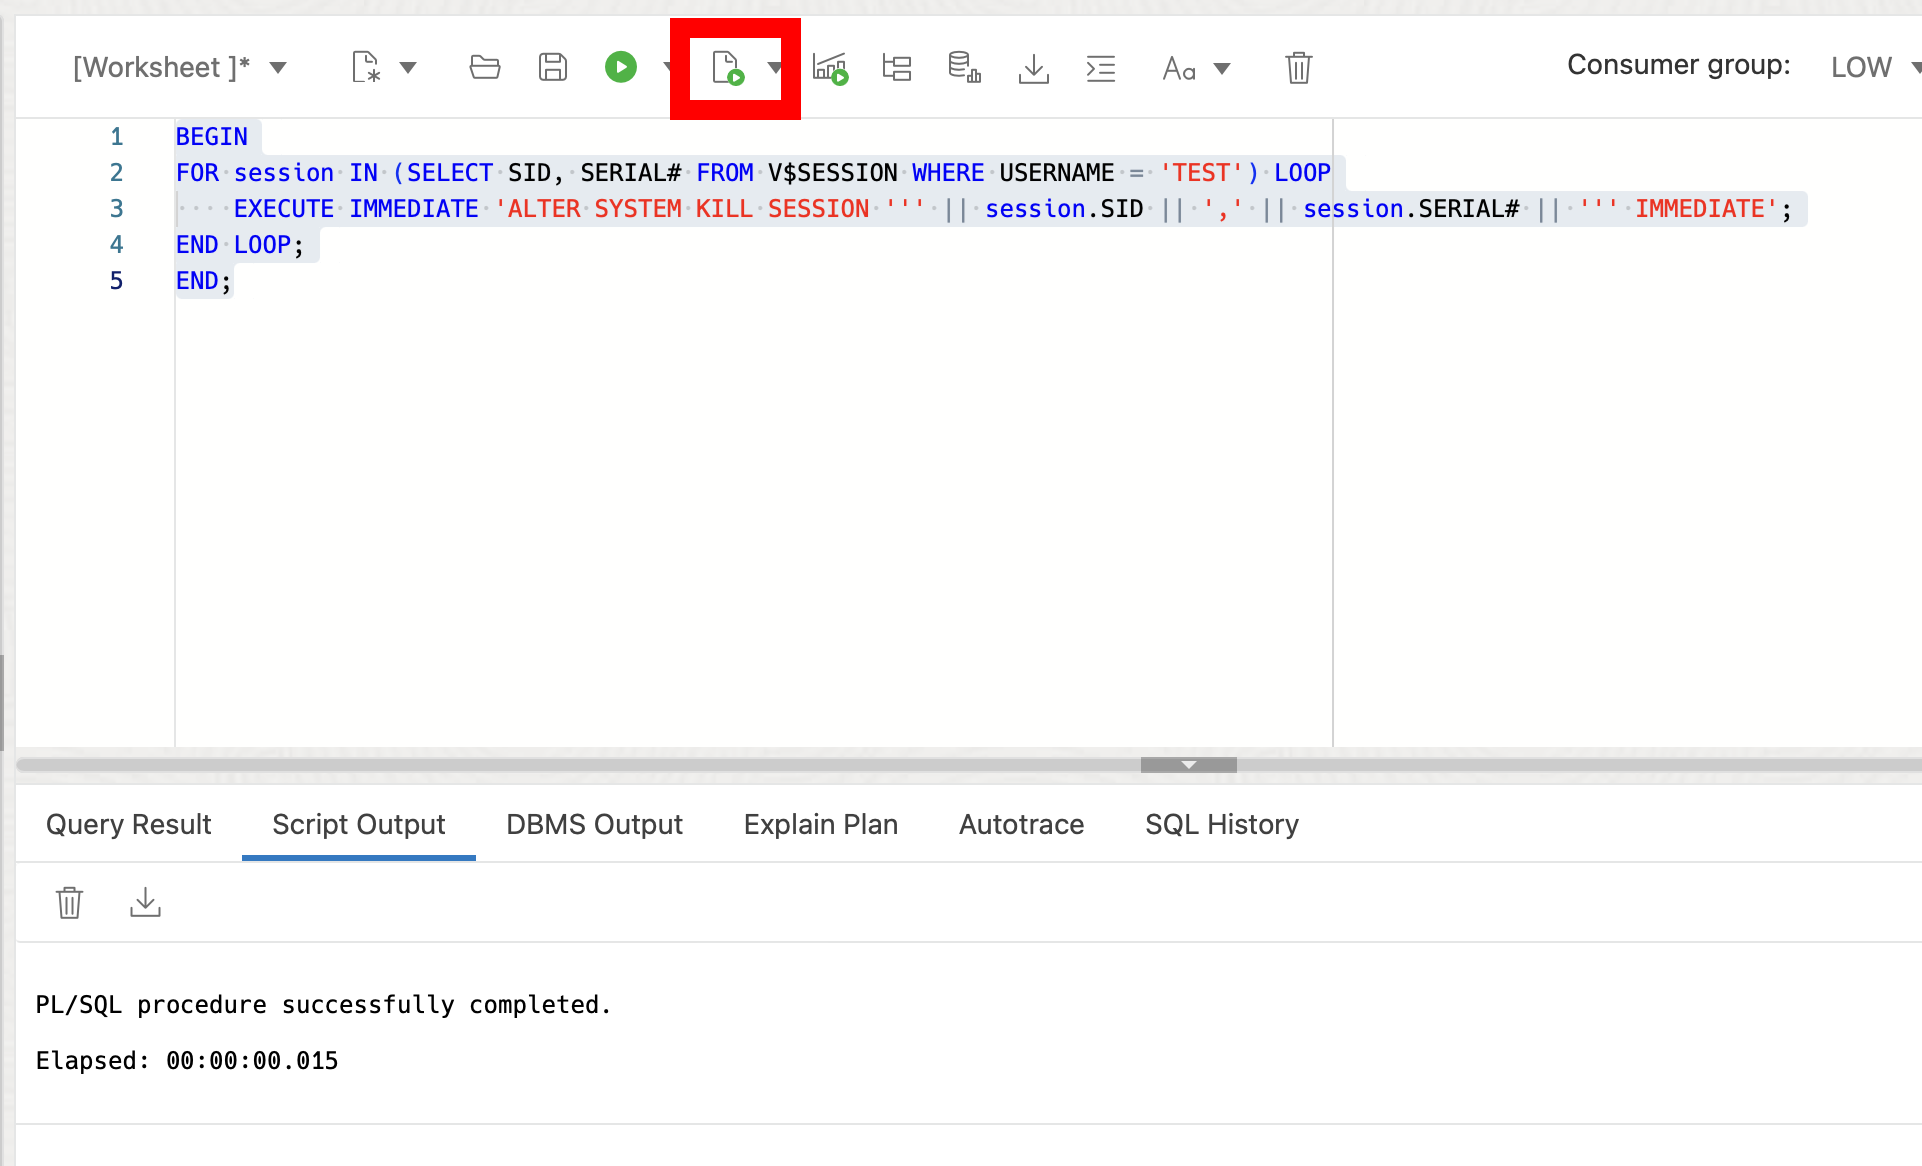 [Worksheet ]*
Aa
Consumer group: LOW
1 BEGIN
2 FOR session IN (SELECT SID, SERIAL# FROM V$SESSION WHERE USERNAME = 'TEST') LOOP
3     EXECUTE IMMEDIATE 'ALTER SYSTEM KILL SESSION ''' || session.SID || ',' || session.SERIAL# || ''' IMMEDIATE';
4 END LOOP;
5 END;
Query Result Script Output DBMS Output Explain Plan Autotrace SQL History
PL/SQL procedure successfully completed.
Elapsed: 00:00:00.015